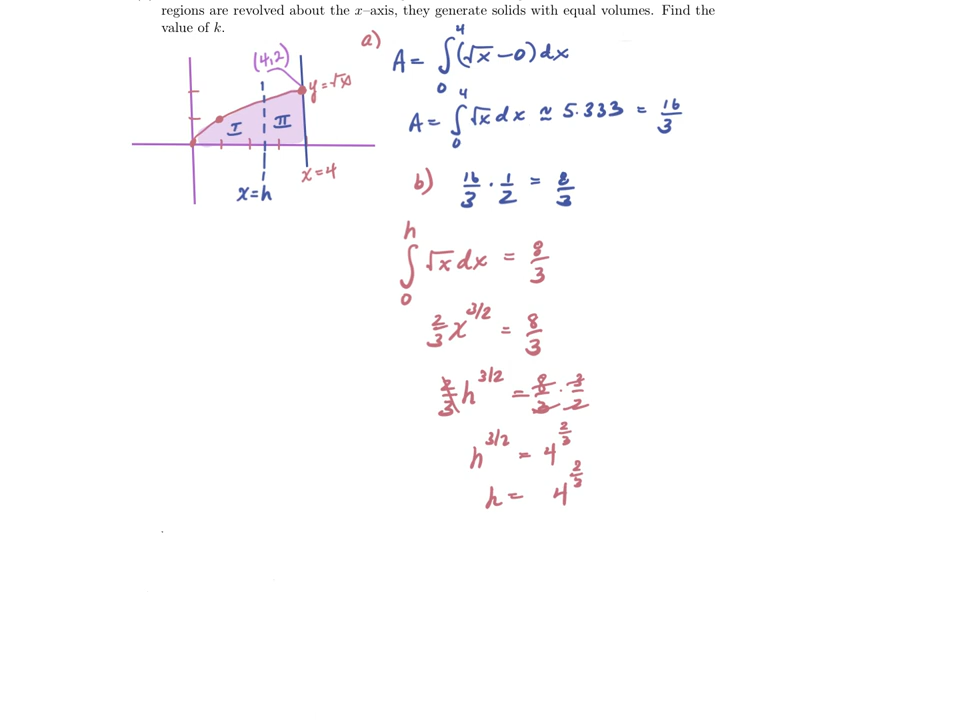 regions are revolved about the x–axis, they generate solids with equal volumes. Find the
value of k.
a)
A = ∫₀⁴ (√x − 0) dx
(4,2)
y = √x
A = ∫₀⁴ √x dx ≈ 5.333 = 16/3
I II
x = 4
x = h
b) 16/3 · 1/2 = 8/3
∫₀ʰ √x dx = 8/3
2/3 x^3/2 = 8/3
2/3 h^3/2 = 8/3 · 3/2
h^3/2 = 4^2/3
h = 4^2/3